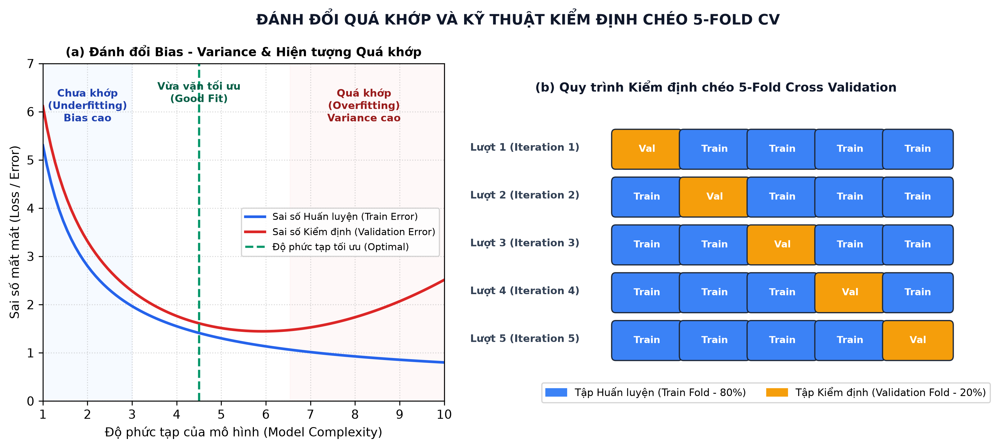 ĐÁNH ĐỔI QUÁ KHỚP VÀ KỸ THUẬT KIỂM ĐỊNH CHÉO 5-FOLD CV
(a) Đánh đổi Bias - Variance & Hiện tượng Quá khớp
7
6
5
4
3
2
1
0
Sai số mất mát (Loss / Error)
Chưa khớp
(Underfitting)
Bias cao
Vừa vặn tối ưu
(Good Fit)
Quá khớp
(Overfitting)
Variance cao
Sai số Huấn luyện (Train Error)
Sai số Kiểm định (Validation Error)
Độ phức tạp tối ưu (Optimal)
1 2 3 4 5 6 7 8 9 10
Độ phức tạp của mô hình (Model Complexity)
(b) Quy trình Kiểm định chéo 5-Fold Cross Validation
Lượt 1 (Iteration 1) Val Train Train Train Train
Lượt 2 (Iteration 2) Train Val Train Train Train
Lượt 3 (Iteration 3) Train Train Val Train Train
Lượt 4 (Iteration 4) Train Train Train Val Train
Lượt 5 (Iteration 5) Train Train Train Train Val
Tập Huấn luyện (Train Fold - 80%) Tập Kiểm định (Validation Fold - 20%)